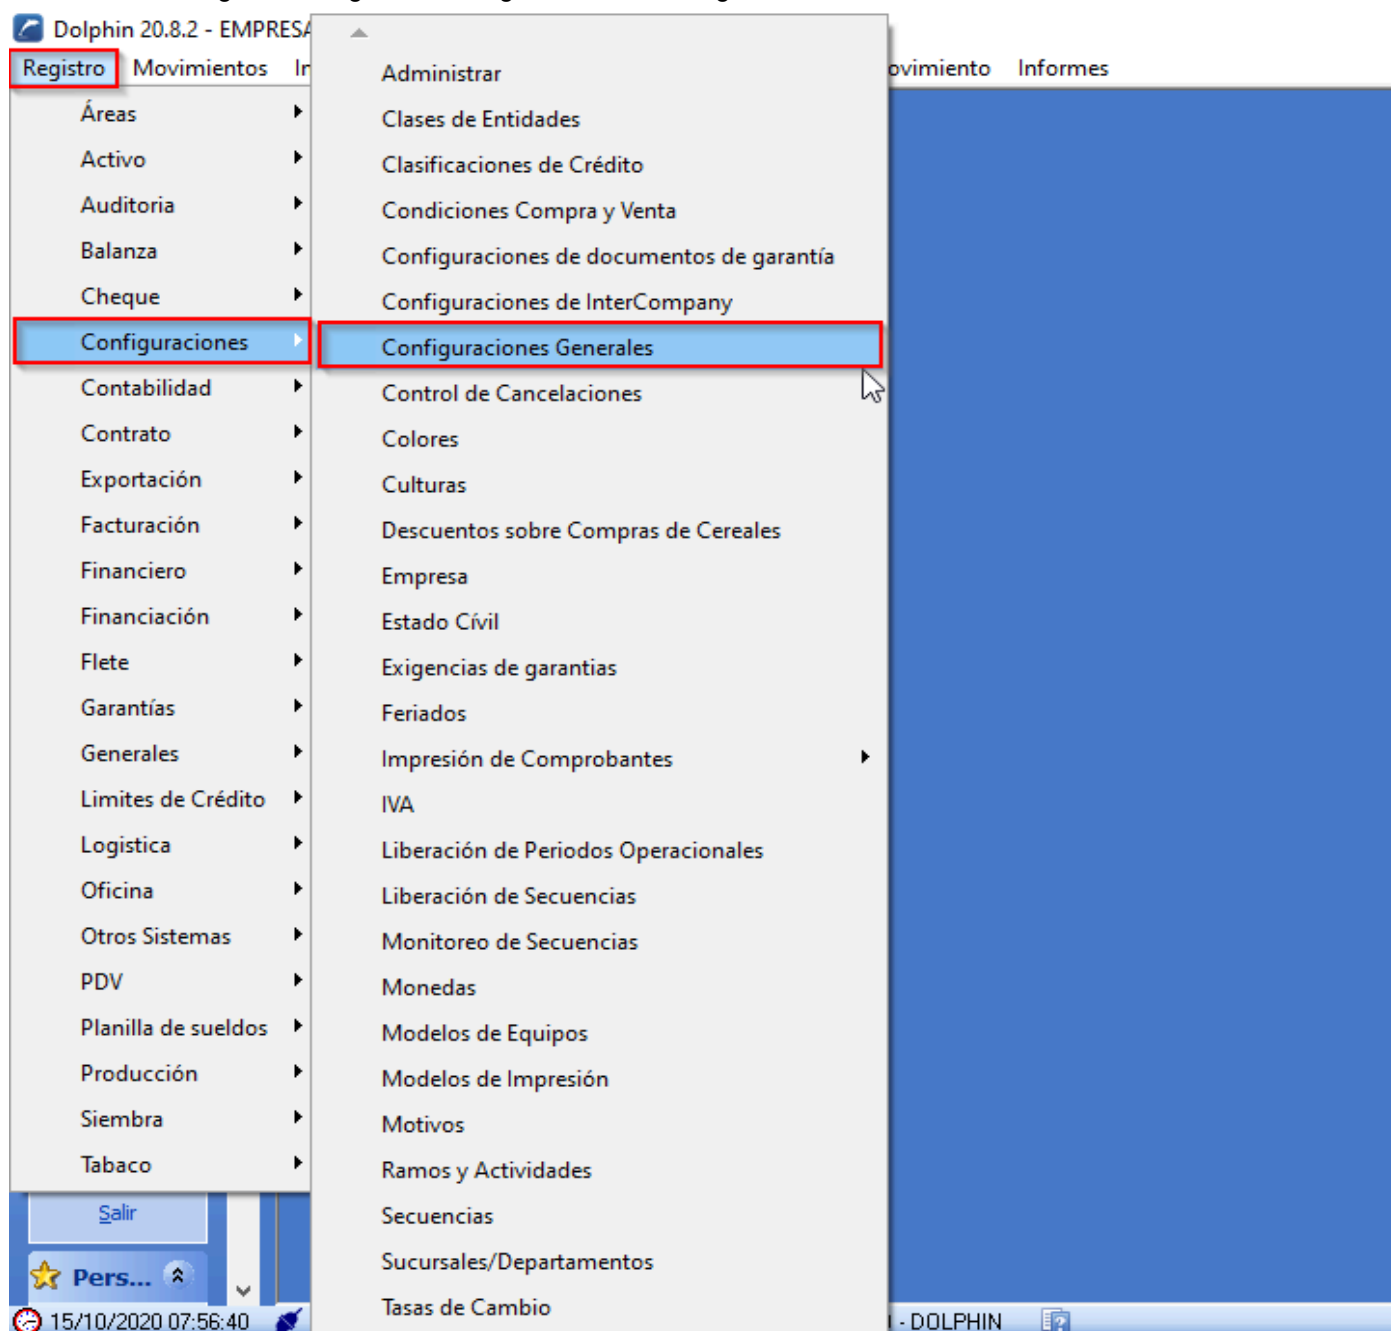 Dolphin 20.8.2 - EMPRESA
Registro Movimientos Informes
Áreas
Activo
Auditoria
Balanza
Cheque
Configuraciones
Contabilidad
Contrato
Exportación
Facturación
Financiero
Financiación
Flete
Garantías
Generales
Limites de Crédito
Logistica
Oficina
Otros Sistemas
PDV
Planilla de sueldos
Producción
Siembra
Tabaco
Administrar
Clases de Entidades
Clasificaciones de Crédito
Condiciones Compra y Venta
Configuraciones de documentos de garantía
Configuraciones de InterCompany
Configuraciones Generales
Control de Cancelaciones
Colores
Culturas
Descuentos sobre Compras de Cereales
Empresa
Estado Cívil
Exigencias de garantias
Feriados
Impresión de Comprobantes
IVA
Liberación de Periodos Operacionales
Liberación de Secuencias
Monitoreo de Secuencias
Monedas
Modelos de Equipos
Modelos de Impresión
Motivos
Ramos y Actividades
Secuencias
Sucursales/Departamentos
Tasas de Cambio
Salir
Pers...
15/10/2020 07:56:40 - DOLPHIN